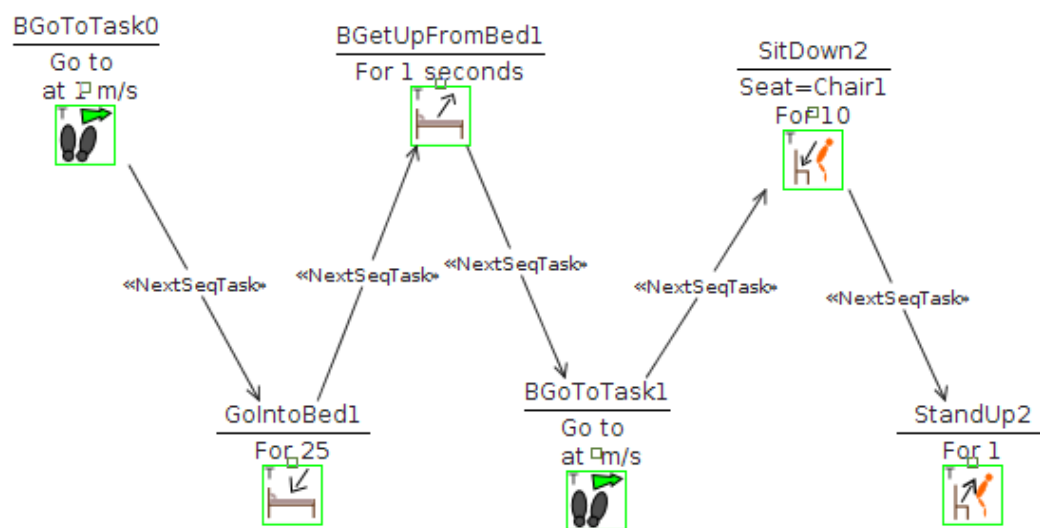 BGoToTask0
Go to
at 1 m/s
T
BGetUpFromBed1
For 1 seconds
T
SitDown2
Seat=Chair1
For 10
T
«NextSeqTask»
«NextSeqTask»
«NextSeqTask»
«NextSeqTask»
«NextSeqTask»
GoIntoBed1
For 25
T
BGoToTask1
Go to
at m/s
T
StandUp2
For 1
T